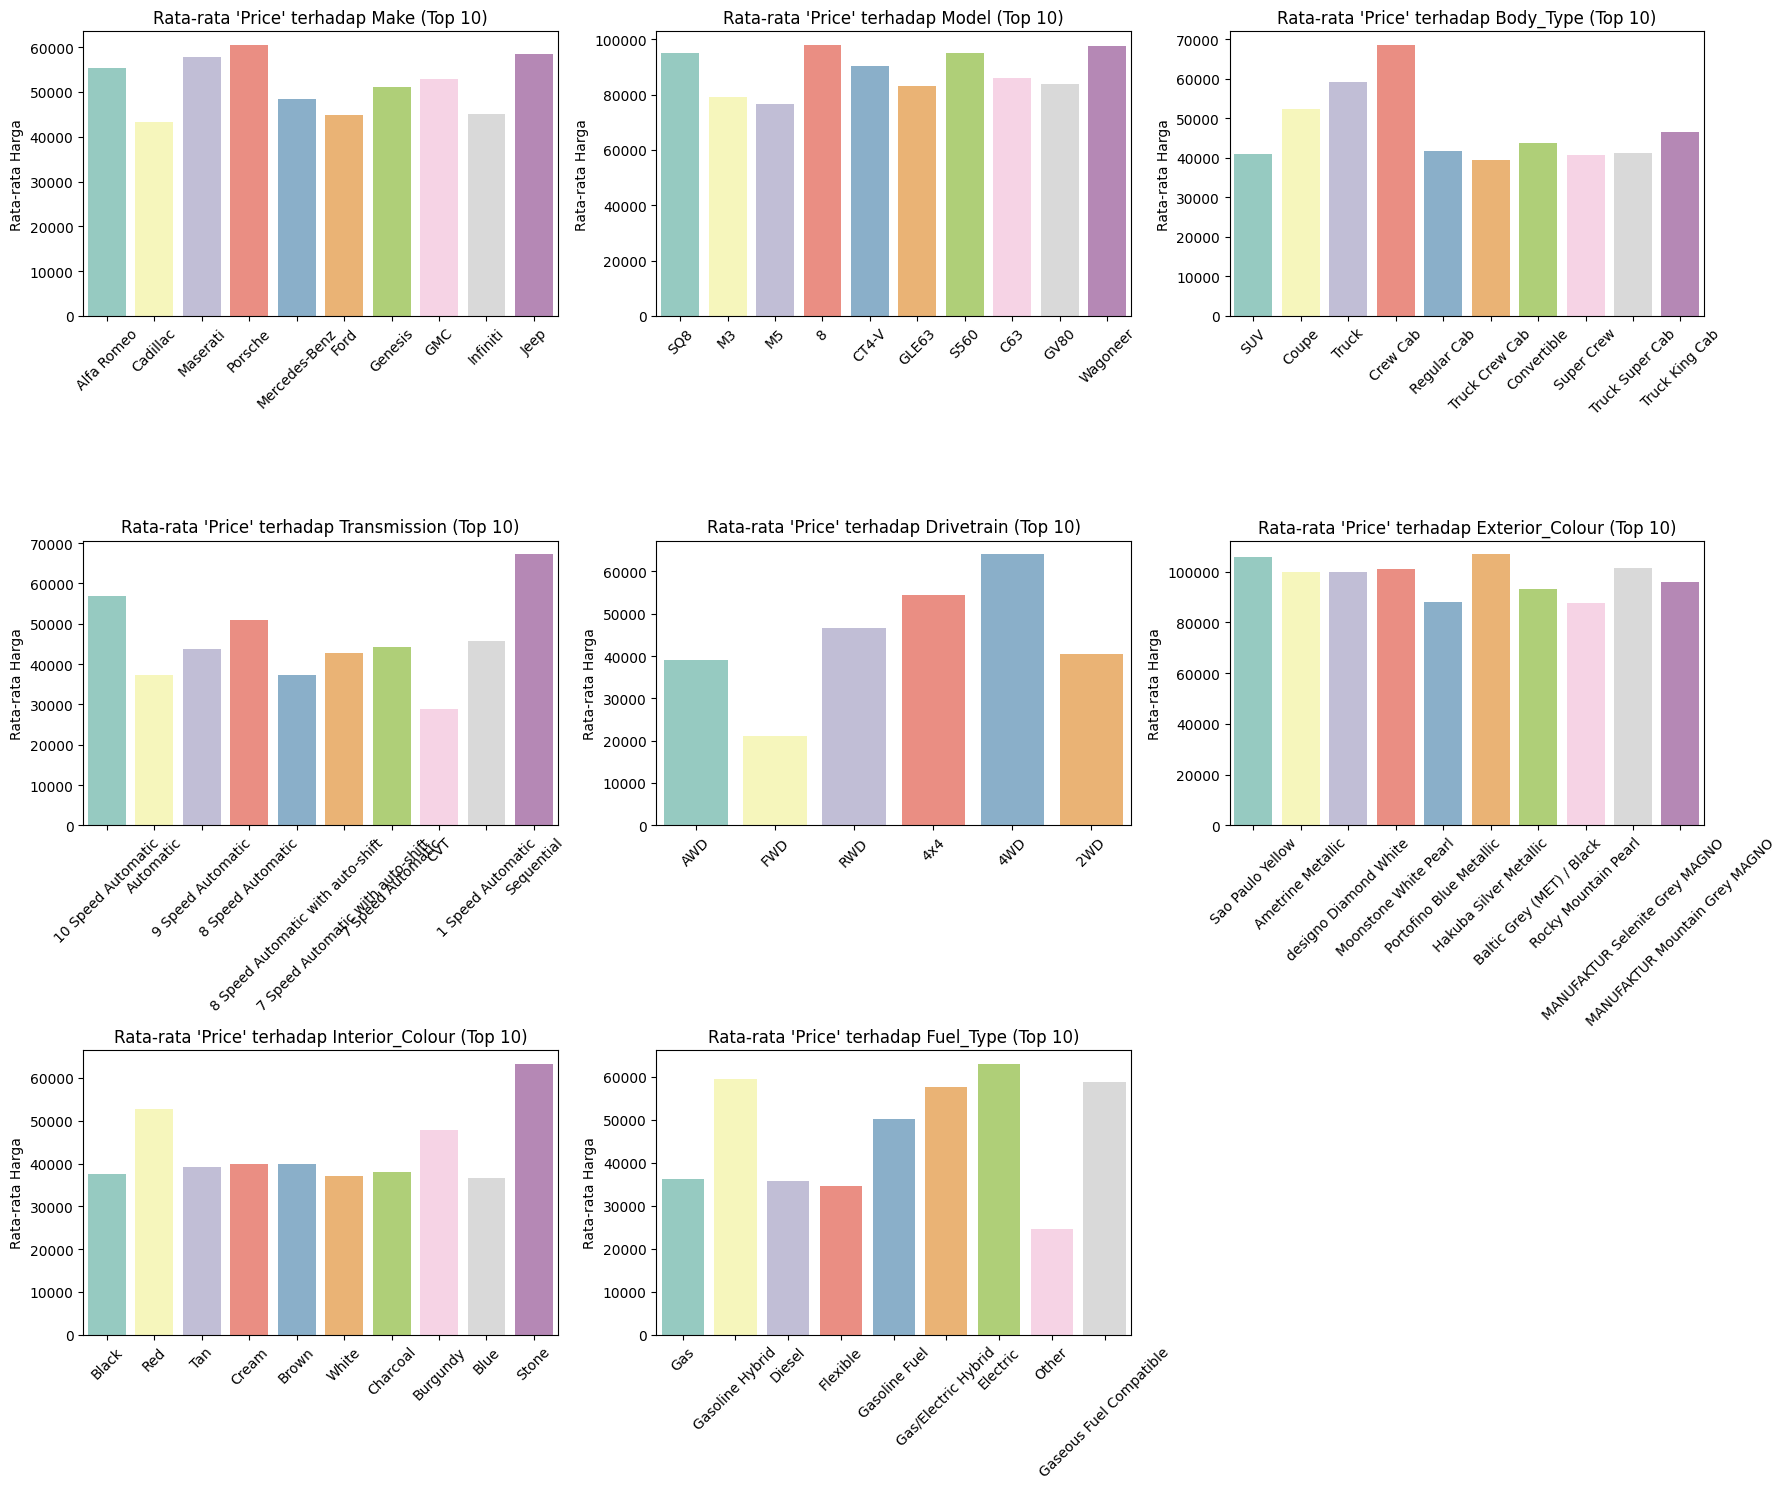 Rata-rata 'Price' terhadap Make (Top 10)
Rata-rata Harga
60000
50000
40000
30000
20000
10000
0
Alfa Romeo
Cadillac
Maserati
Porsche
Mercedes-Benz
Ford
Genesis
GMC
Infiniti
Jeep
Rata-rata 'Price' terhadap Model (Top 10)
Rata-rata Harga
100000
80000
60000
40000
20000
0
SQ8
M3
M5
8
CT4-V
GLE63
S560
C63
GV80
Wagoneer
Rata-rata 'Price' terhadap Body_Type (Top 10)
Rata-rata Harga
70000
60000
50000
40000
30000
20000
10000
0
SUV
Coupe
Truck
Crew Cab
Regular Cab
Truck Crew Cab
Convertible
Super Crew
Truck Super Cab
Truck King Cab
Rata-rata 'Price' terhadap Transmission (Top 10)
Rata-rata Harga
70000
60000
50000
40000
30000
20000
10000
0
10 Speed Automatic
Automatic
9 Speed Automatic
8 Speed Automatic
8 Speed Automatic with auto-shift
7 Speed Automatic with auto-shift
7 Speed Automatic
CVT
1 Speed Automatic
Sequential
Rata-rata 'Price' terhadap Drivetrain (Top 10)
Rata-rata Harga
60000
50000
40000
30000
20000
10000
0
AWD
FWD
RWD
4x4
4WD
2WD
Rata-rata 'Price' terhadap Exterior_Colour (Top 10)
Rata-rata Harga
100000
80000
60000
40000
20000
0
Sao Paulo Yellow
Ametrine Metallic
designo Diamond White
Moonstone White Pearl
Portofino Blue Metallic
Hakuba Silver Metallic
Baltic Grey (MET) / Black
Rocky Mountain Pearl
MANUFAKTUR Selenite Grey MAGNO
MANUFAKTUR Mountain Grey MAGNO
Rata-rata 'Price' terhadap Interior_Colour (Top 10)
Rata-rata Harga
60000
50000
40000
30000
20000
10000
0
Black
Red
Tan
Cream
Brown
White
Charcoal
Burgundy
Blue
Stone
Rata-rata 'Price' terhadap Fuel_Type (Top 10)
Rata-rata Harga
60000
50000
40000
30000
20000
10000
0
Gas
Gasoline Hybrid
Diesel
Flexible
Gasoline Fuel
Gas/Electric Hybrid
Electric
Other
Gaseous Fuel Compatible